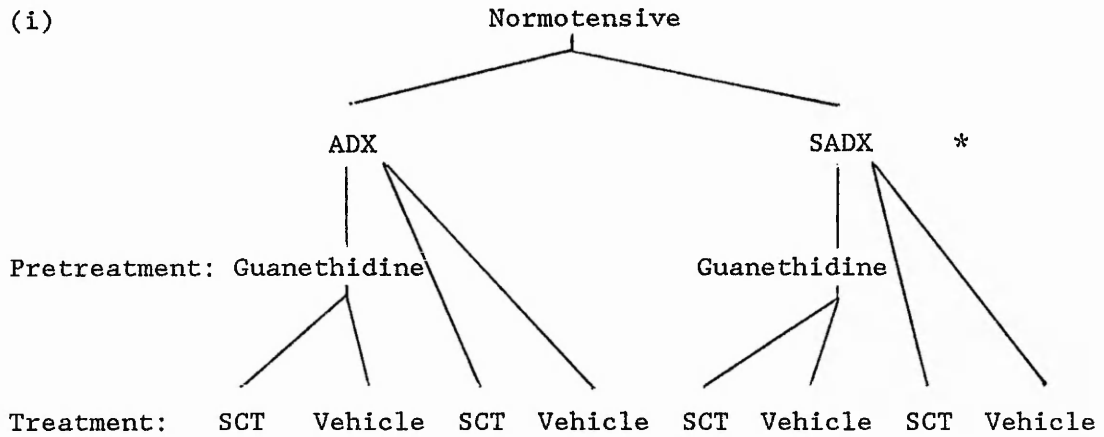 (i) Normotensive
ADX SADX *
Pretreatment: Guanethidine Guanethidine
Treatment: SCT Vehicle SCT Vehicle SCT Vehicle SCT Vehicle